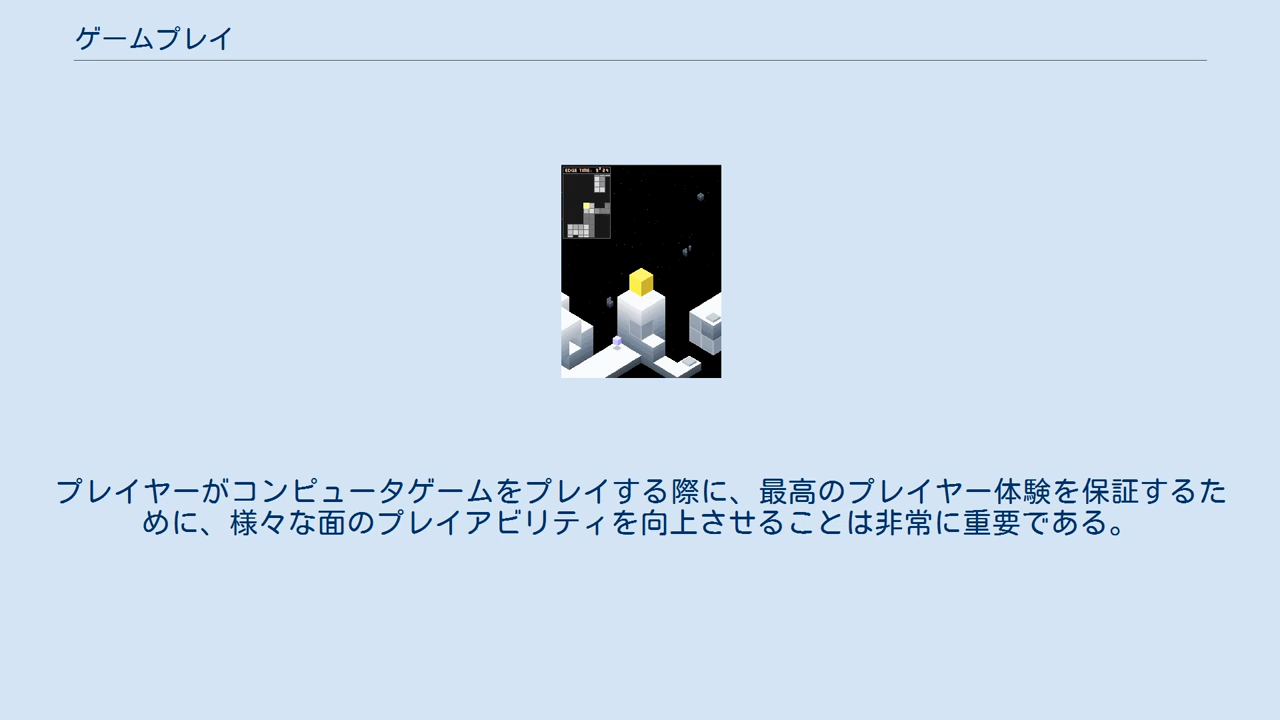 ゲームプレイ
EDGE TIME:
プレイヤーがコンピュータゲームをプレイする際に、最高のプレイヤー体験を保証するた
めに、様々な面のプレイアビリティを向上させることは非常に重要である。